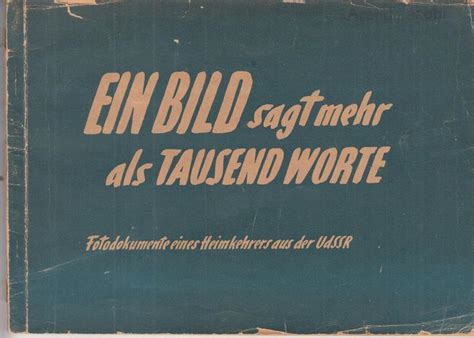 EIN BILD sagt mehr
als TAUSEND WORTE
Fotodokumente eines Heimkehrers aus der UdSSR